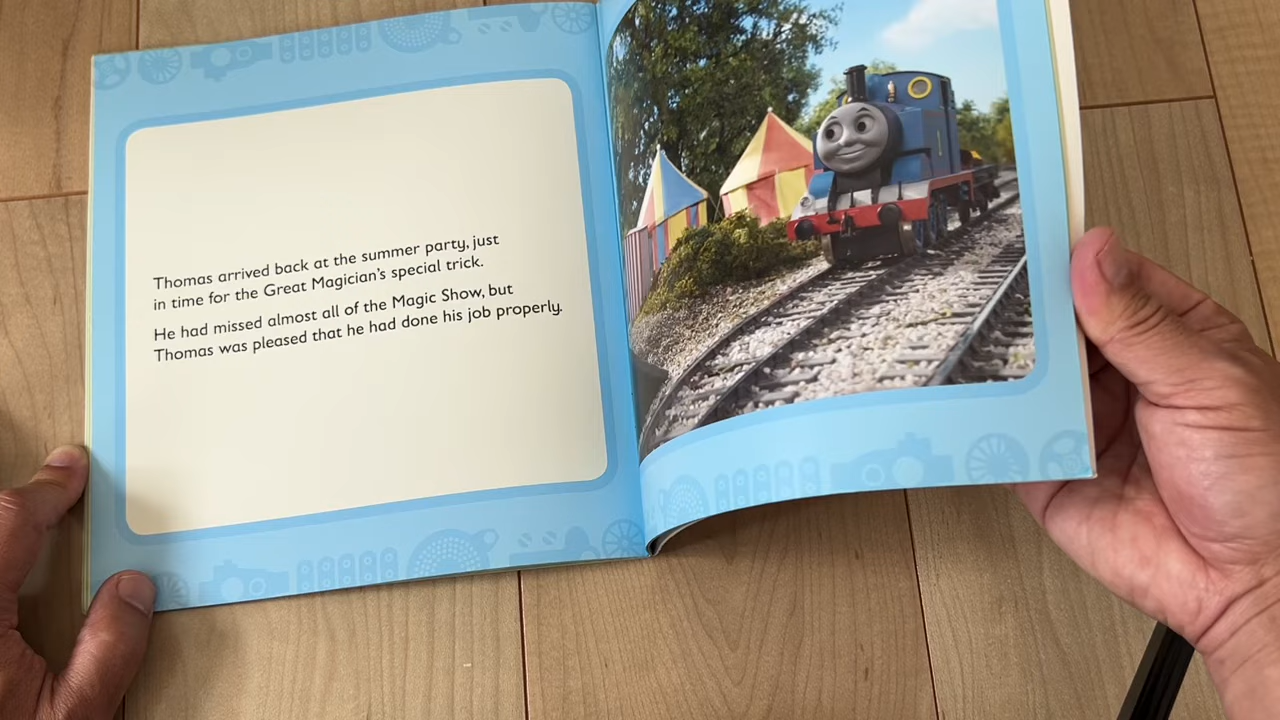 Thomas arrived back at the summer party, just
in time for the Great Magician's special trick.
He had missed almost all of the Magic Show, but
Thomas was pleased that he had done his job properly.